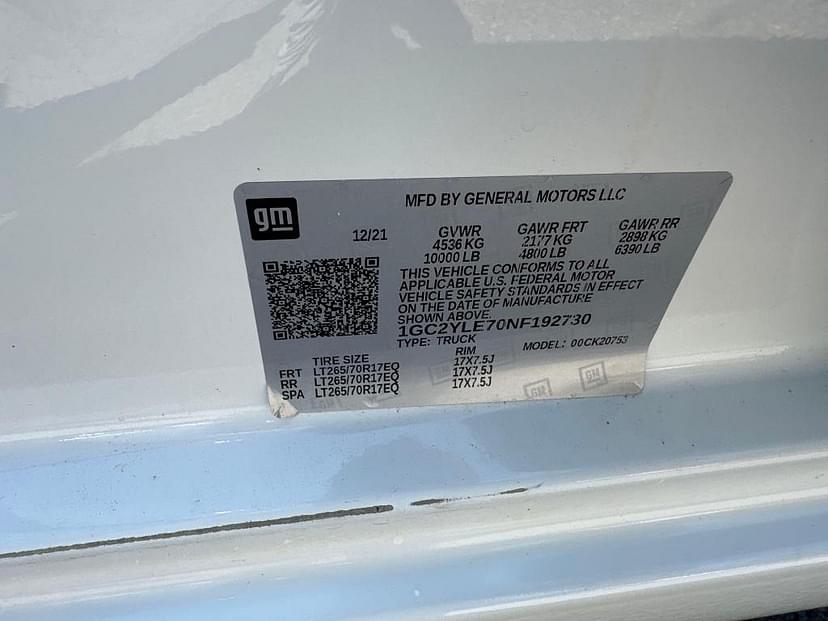 gm
MFD BY GENERAL MOTORS LLC
12/21 GVWR GAWR FRT GAWR RR
4536 KG 2177 KG 2898 KG
10000 LB 4800 LB 6390 LB
THIS VEHICLE CONFORMS TO ALL
APPLICABLE U.S. FEDERAL MOTOR
VEHICLE SAFETY STANDARDS IN EFFECT
ON THE DATE OF MANUFACTURE
SHOWN ABOVE.
1GC2YLE70NF192730
TYPE: TRUCK MODEL: 00CK20753
TIRE SIZE RIM
FRT LT265/70R17EQ 17X7.5J
RR LT265/70R17EQ 17X7.5J
SPA LT265/70R17EQ 17X7.5J
GM GM